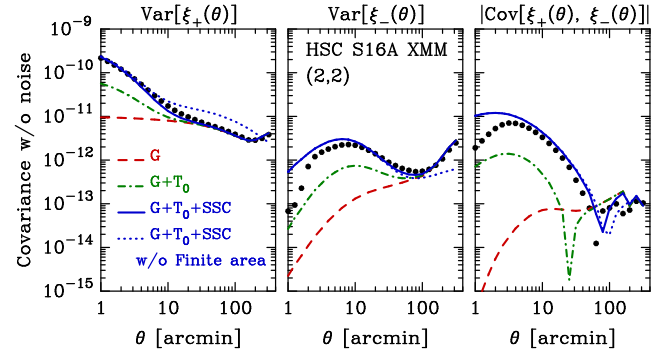 Var[ξ₊(θ)] Var[ξ₋(θ)] |Cov[ξ₊(θ), ξ₋(θ)]|
Covariance w/o noise
10⁻⁹
10⁻¹⁰
10⁻¹¹
10⁻¹²
10⁻¹³
10⁻¹⁴
10⁻¹⁵
G
G+T₀
G+T₀+SSC
G+T₀+SSC
w/o Finite area
HSC S16A XMM
(2,2)
1 10 100 1 10 100 1 10 100
θ [arcmin] θ [arcmin] θ [arcmin]